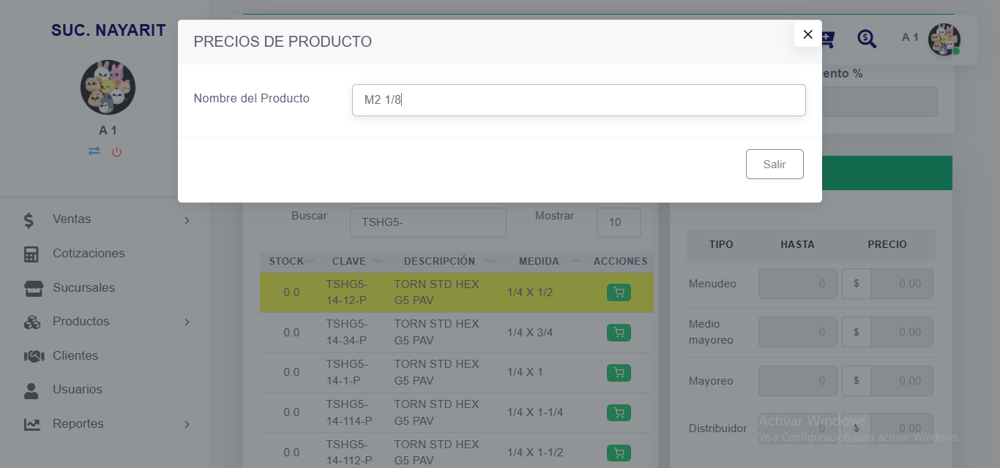 SUC. NAYARIT
A 1
Ventas
Cotizaciones
Sucursales
Productos
Clientes
Usuarios
Reportes
PRECIOS DE PRODUCTO
Nombre del Producto
M2 1/8
Salir
A 1
ento %
Buscar
TSHG5-
Mostrar
10
STOCK CLAVE DESCRIPCIÓN MEDIDA ACCIONES
0.0 TSHG5-14-12-P TORN STD HEX G5 PAV 1/4 X 1/2
0.0 TSHG5-14-34-P TORN STD HEX G5 PAV 1/4 X 3/4
0.0 TSHG5-14-1-P TORN STD HEX G5 PAV 1/4 X 1
0.0 TSHG5-14-114-P TORN STD HEX G5 PAV 1/4 X 1-1/4
0.0 TSHG5-14-112-P TORN STD HEX G5 PAV 1/4 X 1-1/2
TIPO HASTA PRECIO
Menudeo 0 $ 0.00
Medio mayoreo 0 $ 0.00
Mayoreo 0 $ 0.00
Distribuidor 0 $ 0.00
Activar Windows
Ve a Configuración para activar Windows.